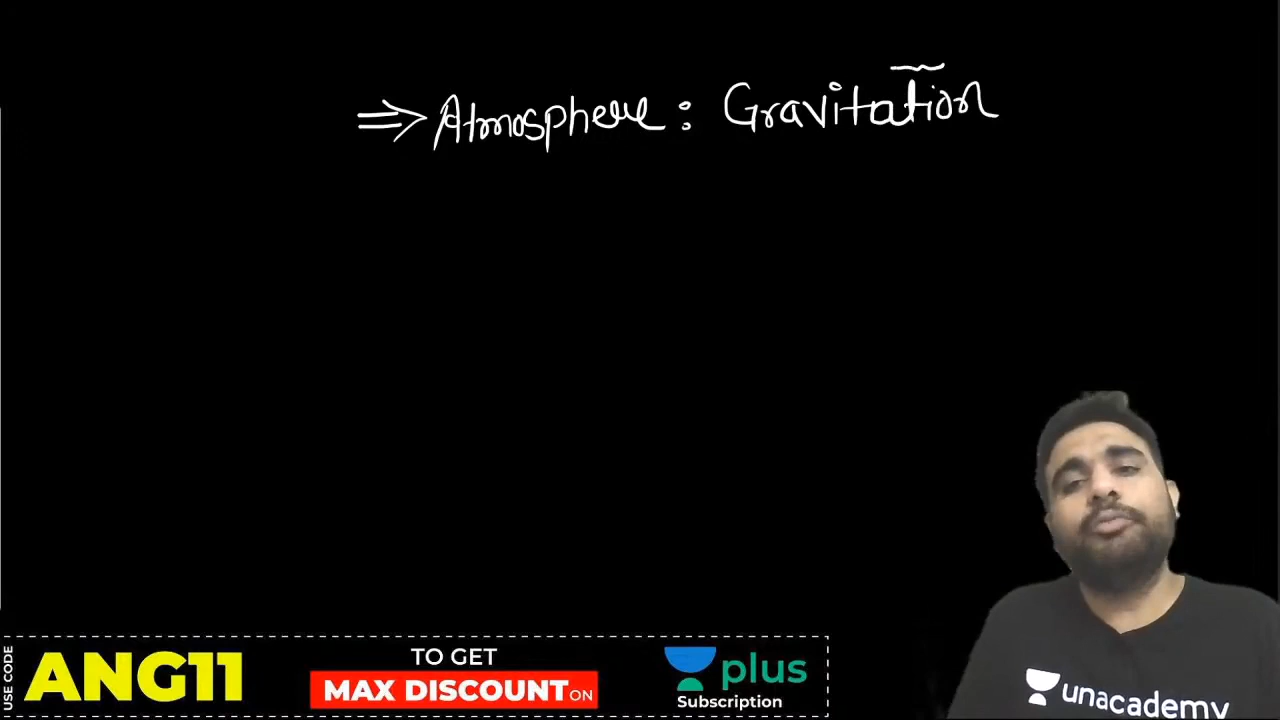 ⇒ Atmosphere : Gravitation
USE CODE
ANG11
TO GET
MAX DISCOUNT ON
plus
Subscription
unacademy